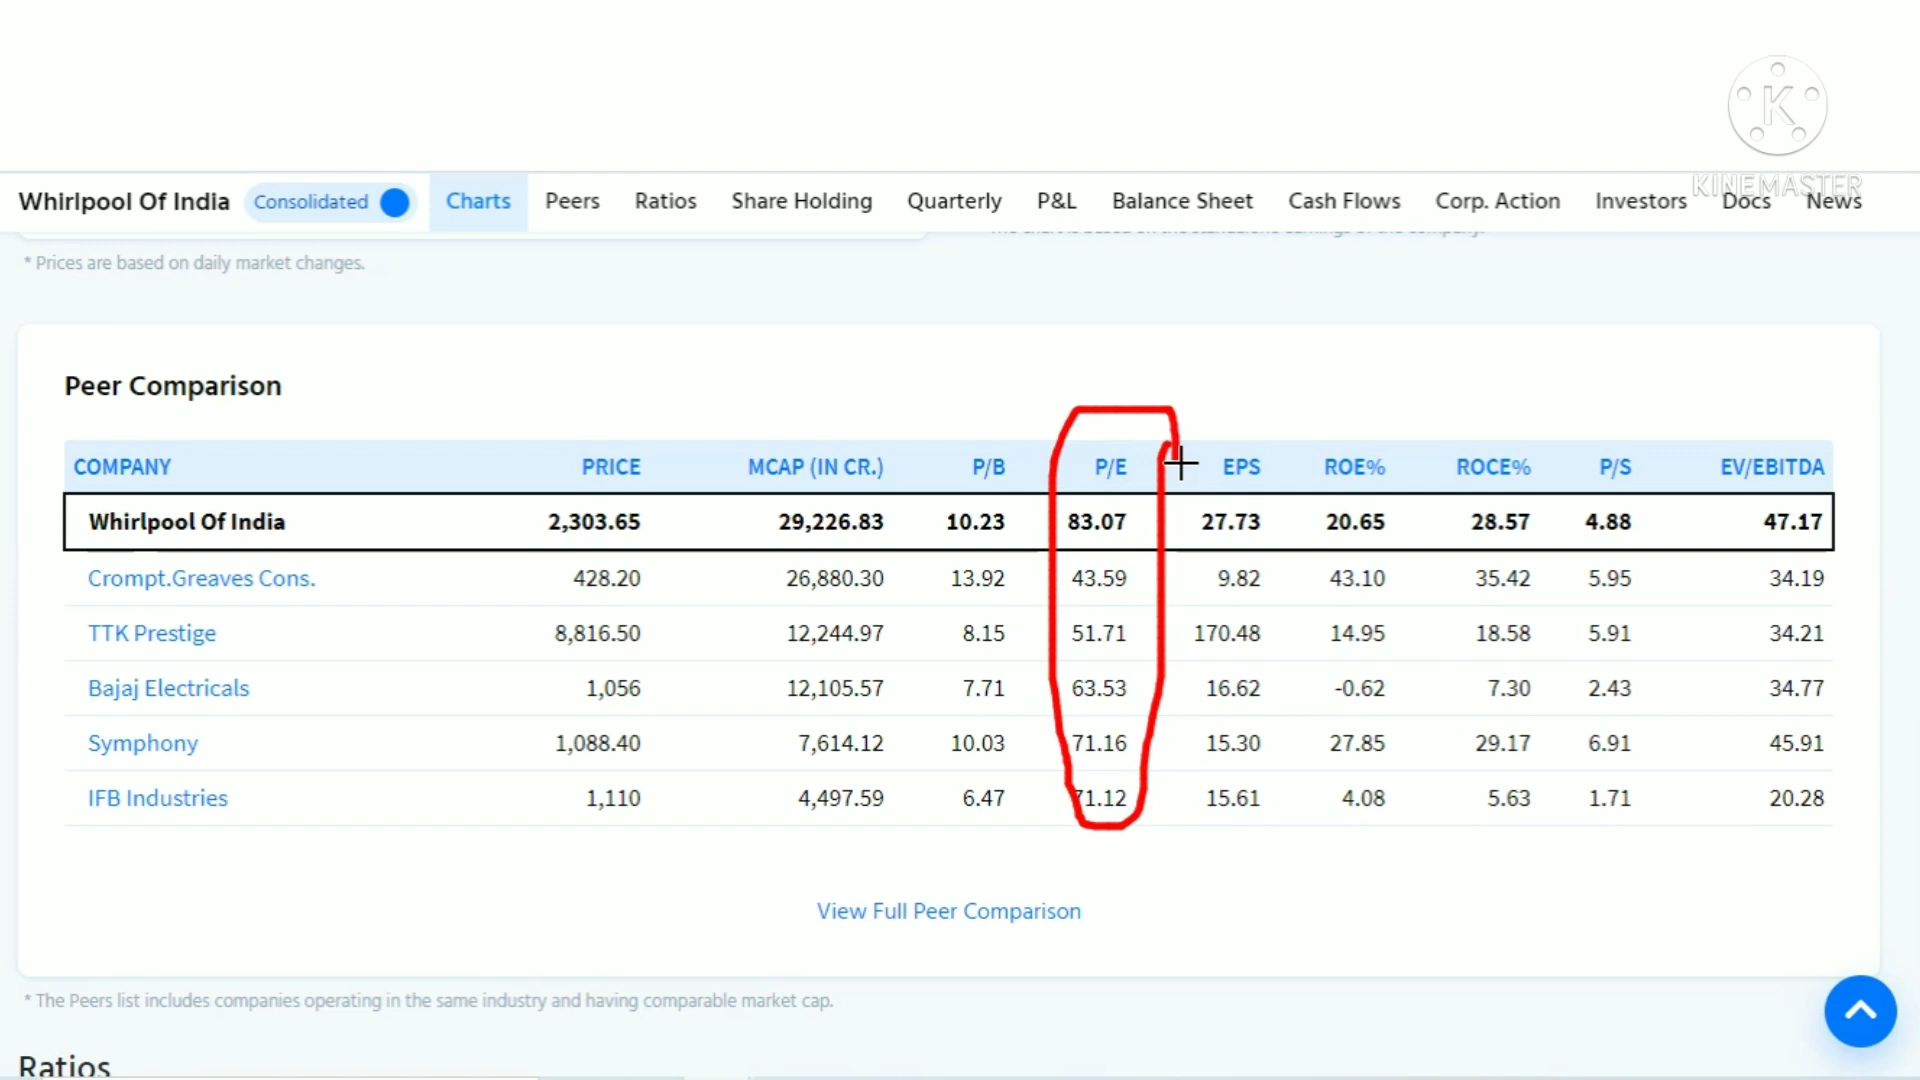 KINEMASTER
Whirlpool Of India Consolidated Charts Peers Ratios Share Holding Quarterly P&L Balance Sheet Cash Flows Corp. Action Investors Docs News
* Prices are based on daily market changes.
Peer Comparison
COMPANY PRICE MCAP (IN CR.) P/B P/E EPS ROE% ROCE% P/S EV/EBITDA
Whirlpool Of India 2,303.65 29,226.83 10.23 83.07 27.73 20.65 28.57 4.88 47.17
Crompt.Greaves Cons. 428.20 26,880.30 13.92 43.59 9.82 43.10 35.42 5.95 34.19
TTK Prestige 8,816.50 12,244.97 8.15 51.71 170.48 14.95 18.58 5.91 34.21
Bajaj Electricals 1,056 12,105.57 7.71 63.53 16.62 -0.62 7.30 2.43 34.77
Symphony 1,088.40 7,614.12 10.03 71.16 15.30 27.85 29.17 6.91 45.91
IFB Industries 1,110 4,497.59 6.47 71.12 15.61 4.08 5.63 1.71 20.28
View Full Peer Comparison
* The Peers list includes companies operating in the same industry and having comparable market cap.
Ratios